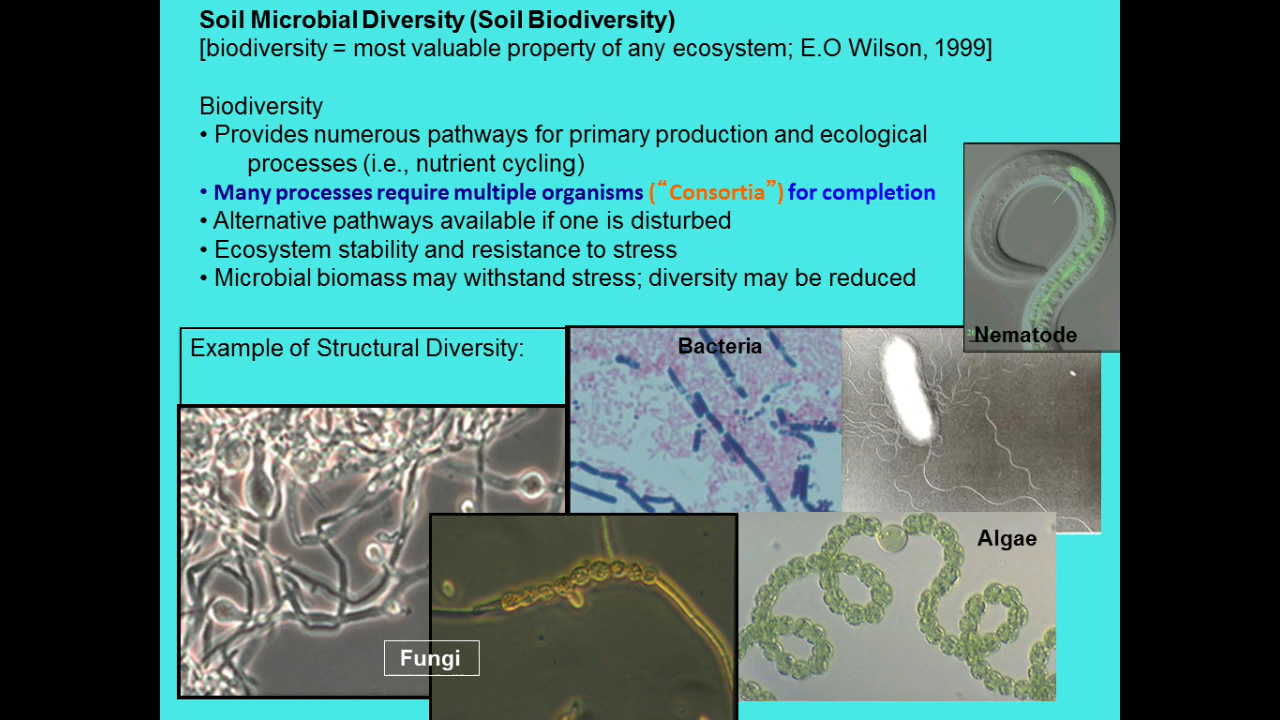 Soil Microbial Diversity (Soil Biodiversity)
[biodiversity = most valuable property of any ecosystem; E.O Wilson, 1999]
Biodiversity
• Provides numerous pathways for primary production and ecological
processes (i.e., nutrient cycling)
• Many processes require multiple organisms (“Consortia”) for completion
• Alternative pathways available if one is disturbed
• Ecosystem stability and resistance to stress
• Microbial biomass may withstand stress; diversity may be reduced
Nematode
Example of Structural Diversity:
Bacteria
Algae
Fungi